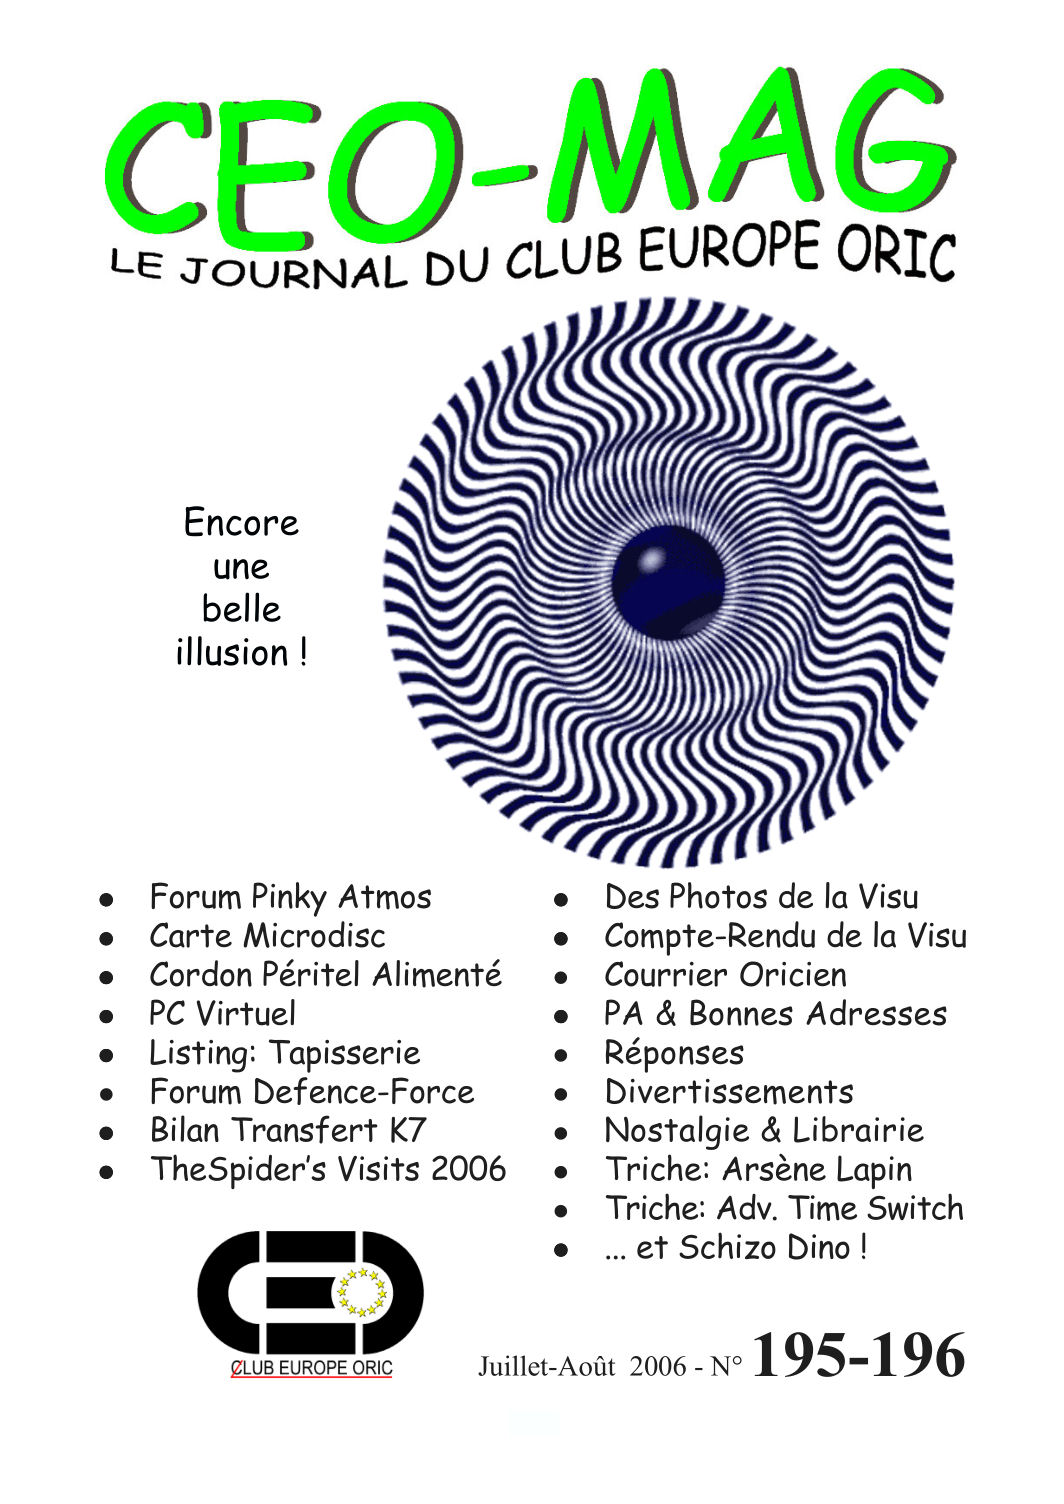 CEO-MAG
LE JOURNAL DU CLUB EUROPE ORIC
Encore
une
belle
illusion !
● Forum Pinky Atmos
● Carte Microdisc
● Cordon Péritel Alimenté
● PC Virtuel
● Listing: Tapisserie
● Forum Defence-Force
● Bilan Transfert K7
● TheSpider's Visits 2006
● Des Photos de la Visu
● Compte-Rendu de la Visu
● Courrier Oricien
● PA & Bonnes Adresses
● Réponses
● Divertissements
● Nostalgie & Librairie
● Triche: Arsène Lapin
● Triche: Adv. Time Switch
● ... et Schizo Dino !
CEO
CLUB EUROPE ORIC
Juillet-Août 2006 - N° 195-196